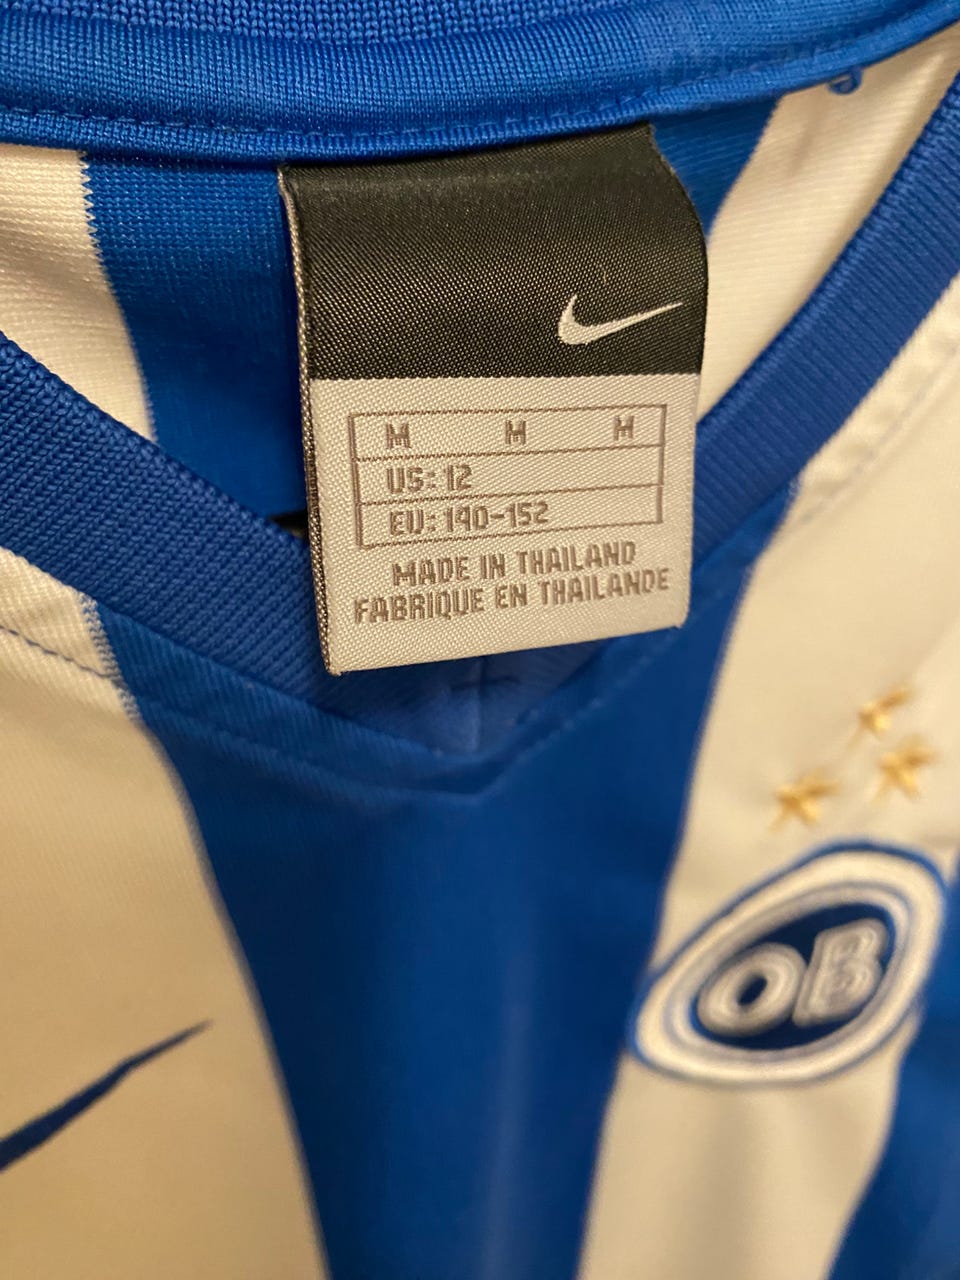 M M M
US: 12
EU: 140-152
MADE IN THAILAND
FABRIQUE EN THAILANDE
OB